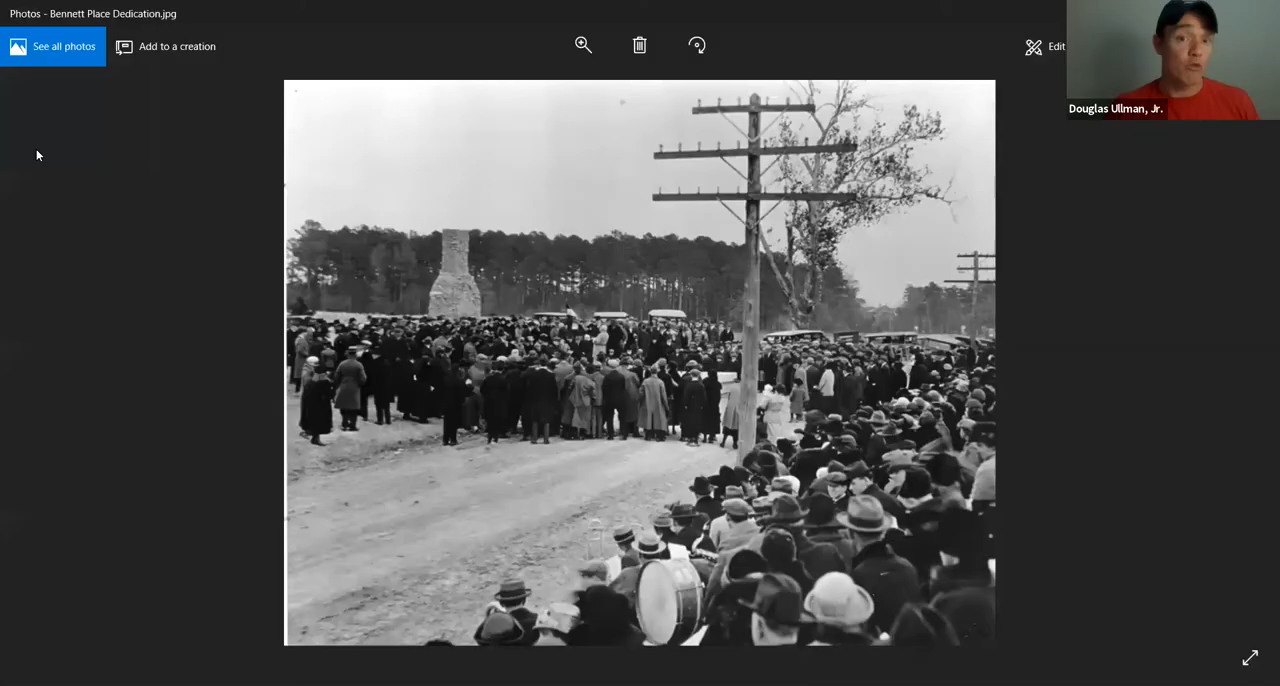 Photos - Bennett Place Dedication.jpg
See all photos
Add to a creation
Edit
Douglas Ullman, Jr.